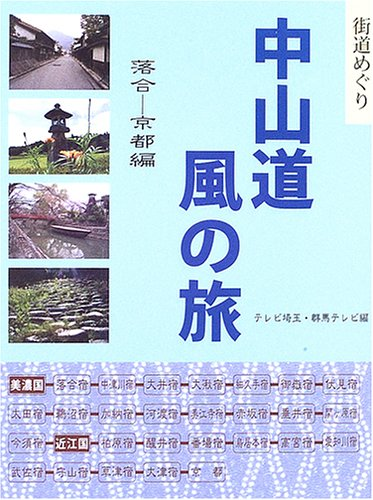 街道めぐり
中山道
風の旅
落合―京都編
テレビ埼玉・群馬テレビ編
美濃国 落合宿 中津川宿 大井宿 大湫宿 細久手宿 御嶽宿 伏見宿
太田宿 鵜沼宿 加納宿 河渡宿 美江寺宿 赤坂宿 垂井宿 関ヶ原宿
今須宿 近江国 柏原宿 醒井宿 番場宿 鳥居本宿 高宮宿 愛知川宿
武佐宿 守山宿 草津宿 大津宿 京都